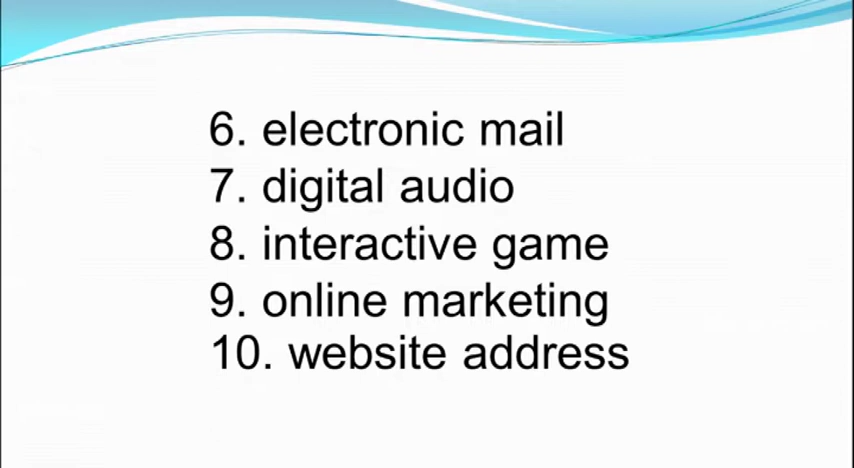 6. electronic mail
7. digital audio
8. interactive game
9. online marketing
10. website address